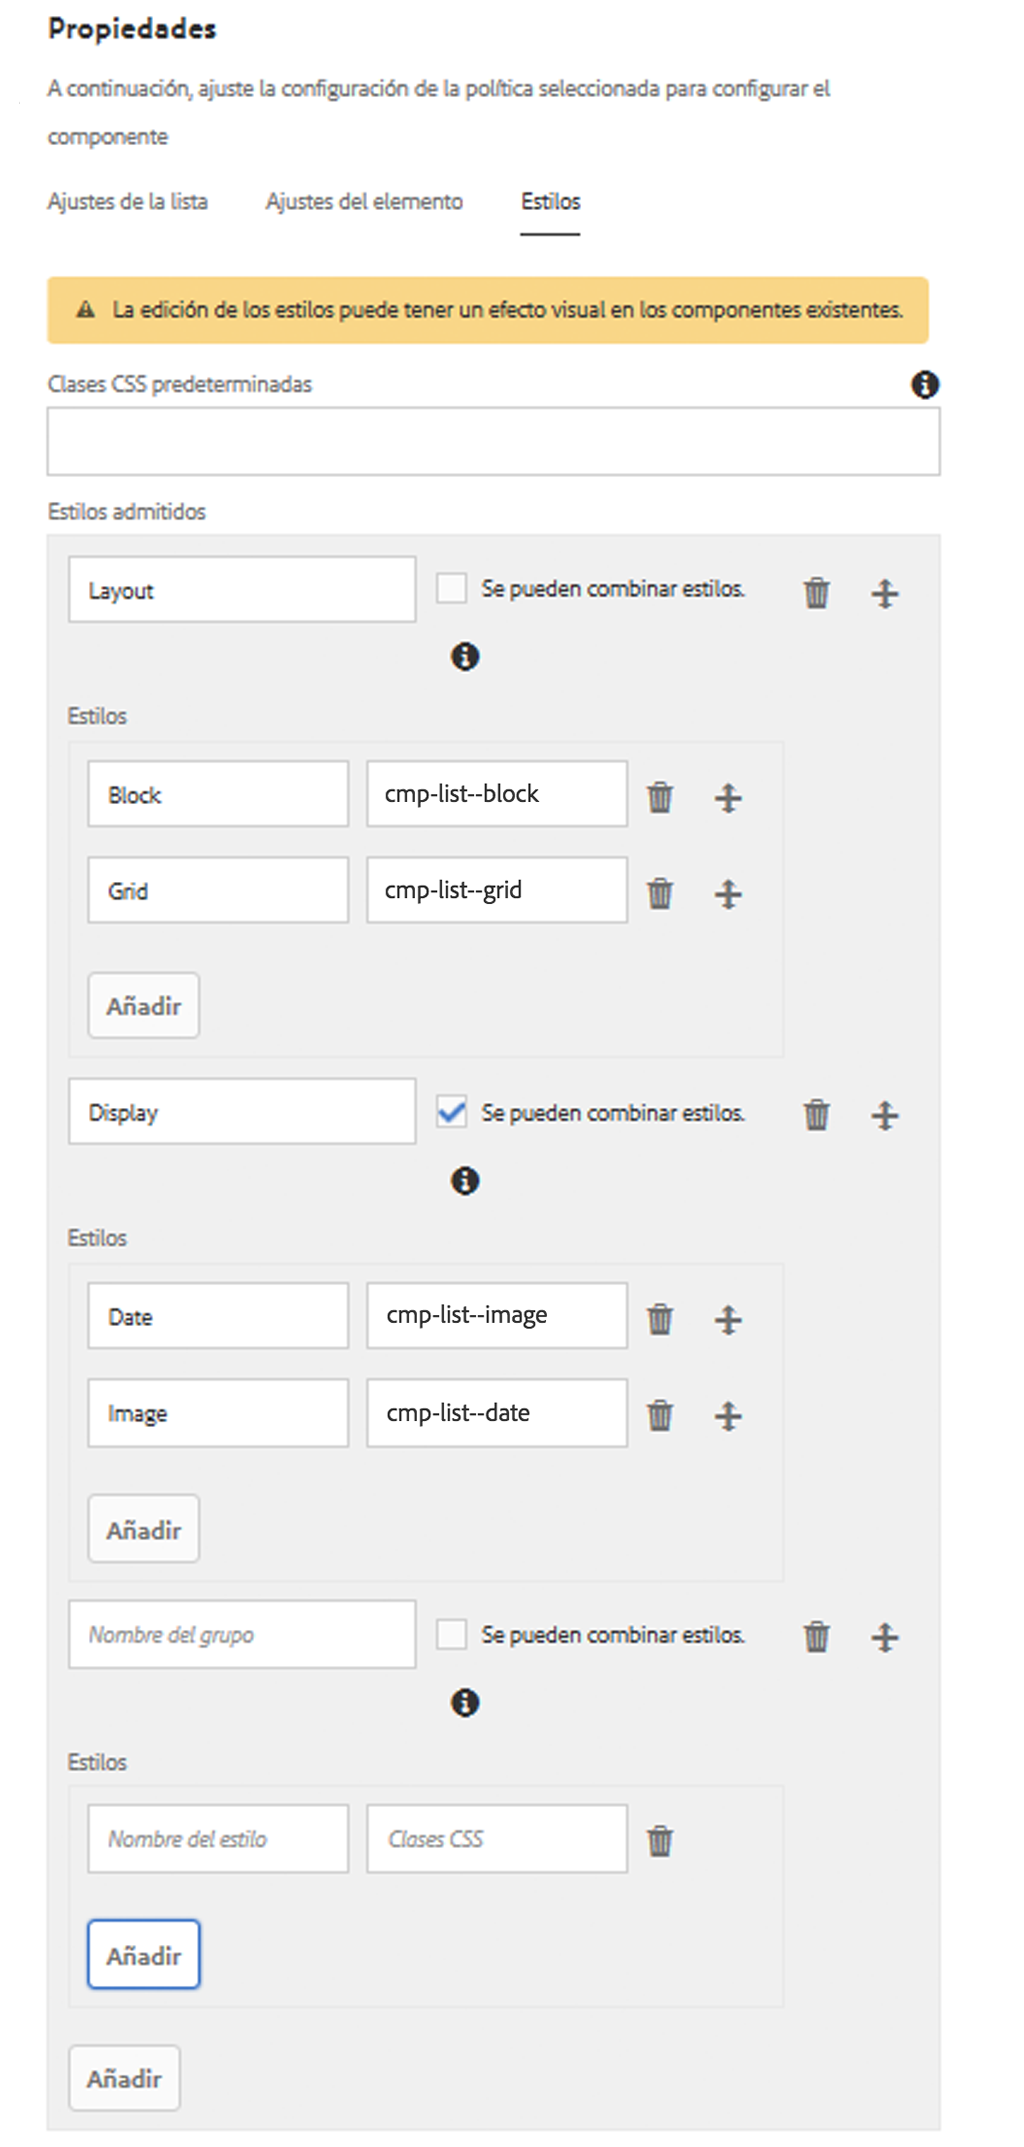 Propiedades
A continuación, ajuste la configuración de la política seleccionada para configurar el
componente
Ajustes de la lista Ajustes del elemento Estilos
La edición de los estilos puede tener un efecto visual en los componentes existentes.
Clases CSS predeterminadas
Estilos admitidos
Layout Se pueden combinar estilos.
Estilos
Block cmp-list--block
Grid cmp-list--grid
Añadir
Display Se pueden combinar estilos.
Estilos
Date cmp-list--image
Image cmp-list--date
Añadir
Nombre del grupo Se pueden combinar estilos.
Estilos
Nombre del estilo Clases CSS
Añadir
Añadir